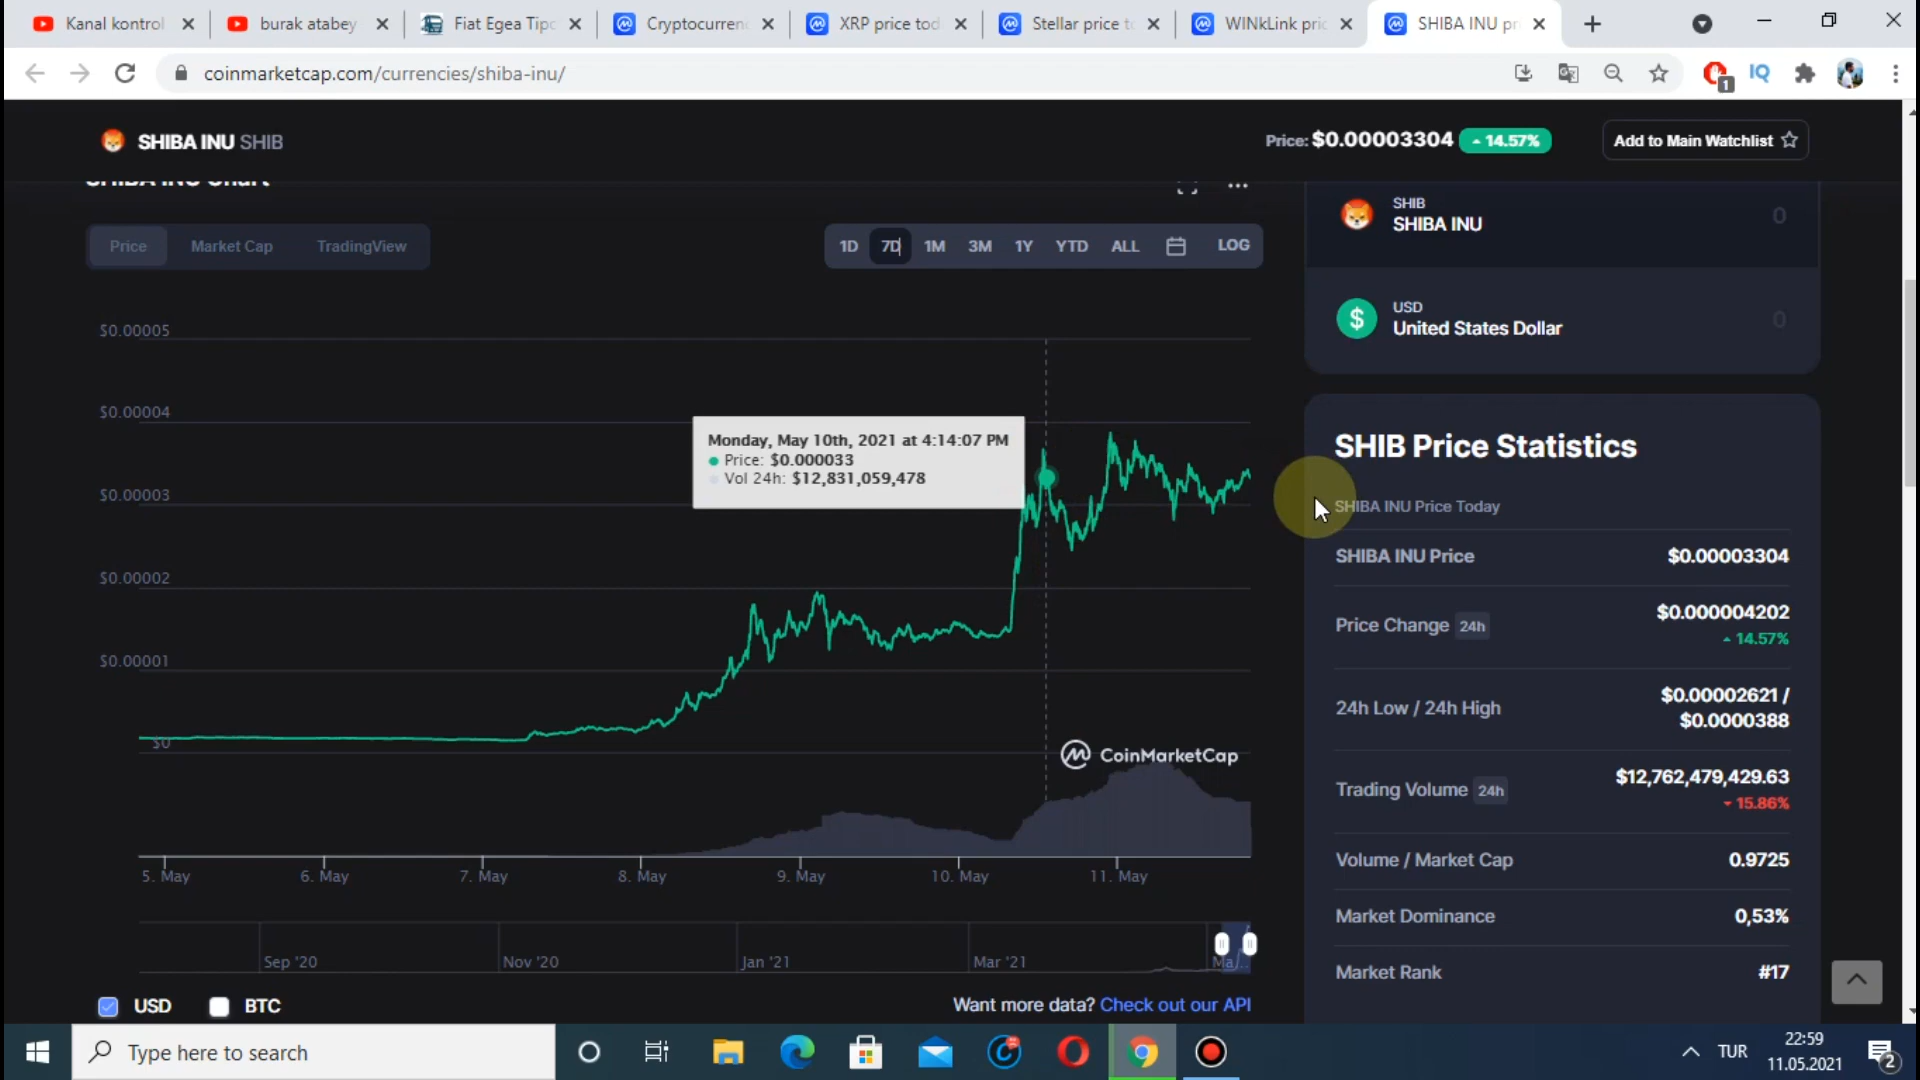 Kanal kontrol
burak atabey
Fiat Egea Tipo
Cryptocurren
XRP price tod
Stellar price to
WINkLink pric
SHIBA INU pr
coinmarketcap.com/currencies/shiba-inu/
1
IQ
SHIBA INU SHIB
Price: $0.00003304
14.57%
Add to Main Watchlist
SHIBA INU Chart
Price
Market Cap
TradingView
1D
7D
1M
3M
1Y
YTD
ALL
LOG
$0.00005
$0.00004
$0.00003
$0.00002
$0.00001
$0
Monday, May 10th, 2021 at 4:14:07 PM
Price: $0.000033
Vol 24h: $12,831,059,478
CoinMarketCap
5. May
6. May
7. May
8. May
9. May
10. May
11. May
Sep '20
Nov '20
Jan '21
Mar '21
Ma...
USD
BTC
Want more data? Check out our API
SHIB
SHIBA INU
0
USD
United States Dollar
0
SHIB Price Statistics
SHIBA INU Price Today
SHIBA INU Price
$0.00003304
Price Change 24h
$0.000004202
14.57%
24h Low / 24h High
$0.00002621 /
$0.0000388
Trading Volume 24h
$12,762,479,429.63
15.86%
Volume / Market Cap
0.9725
Market Dominance
0,53%
Market Rank
#17
Type here to search
TUR
22:59
11.05.2021
2